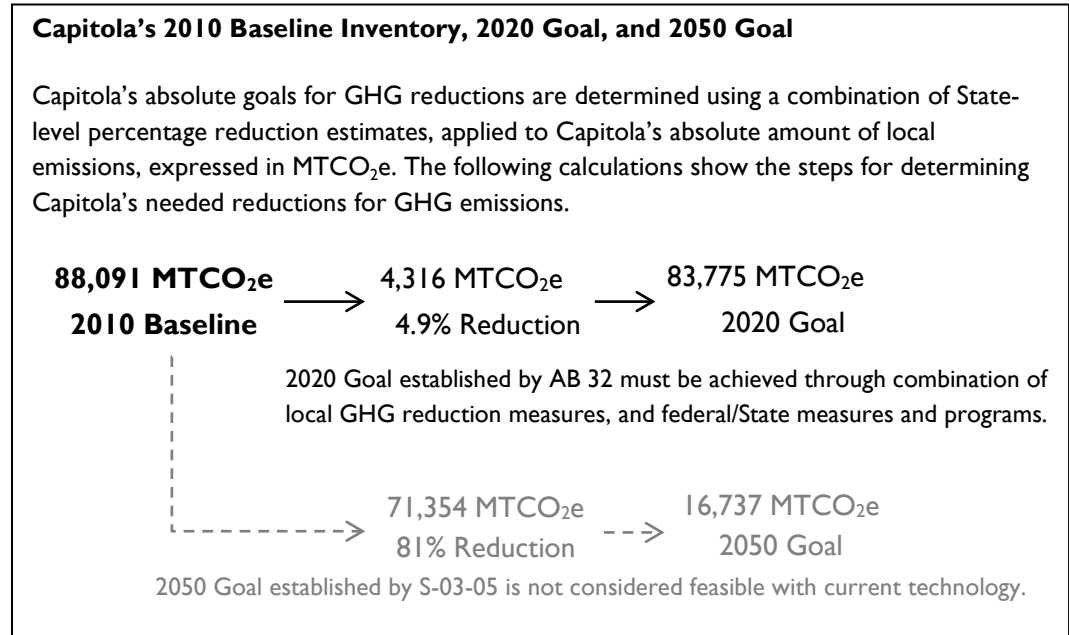 Capitola's 2010 Baseline Inventory, 2020 Goal, and 2050 Goal
Capitola's absolute goals for GHG reductions are determined using a combination of State-
level percentage reduction estimates, applied to Capitola's absolute amount of local
emissions, expressed in MTCO₂e. The following calculations show the steps for determining
Capitola's needed reductions for GHG emissions.
88,091 MTCO₂e 4,316 MTCO₂e 83,775 MTCO₂e
2010 Baseline 4.9% Reduction 2020 Goal
2020 Goal established by AB 32 must be achieved through combination of
local GHG reduction measures, and federal/State measures and programs.
71,354 MTCO₂e 16,737 MTCO₂e
81% Reduction 2050 Goal
2050 Goal established by S-03-05 is not considered feasible with current technology.